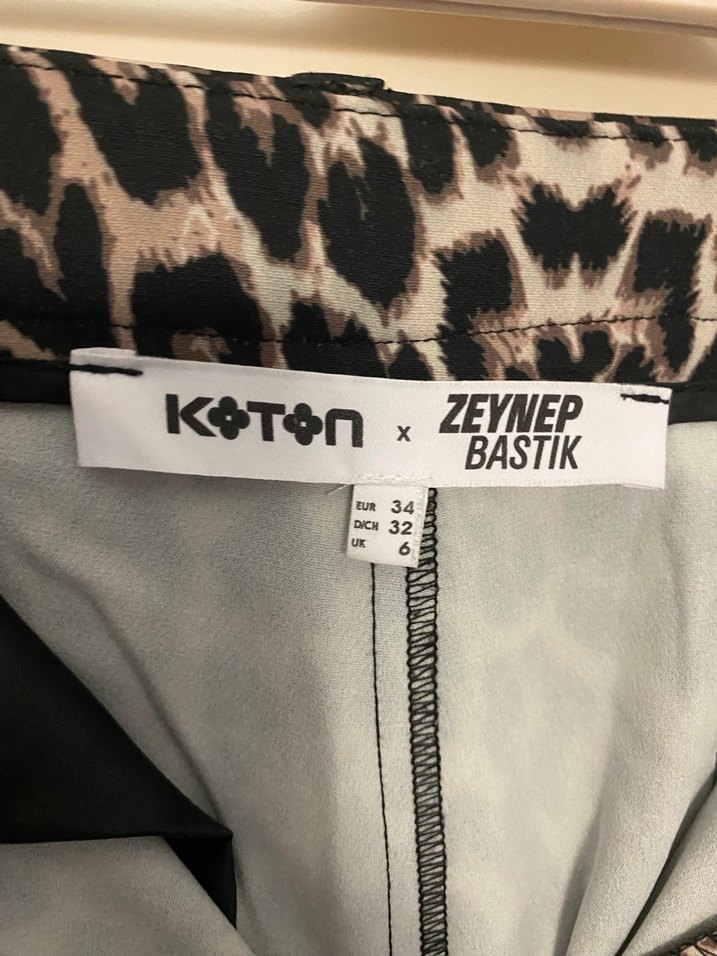 KOTON x ZEYNEP BASTIK
EUR 34
D/CH 32
UK 6